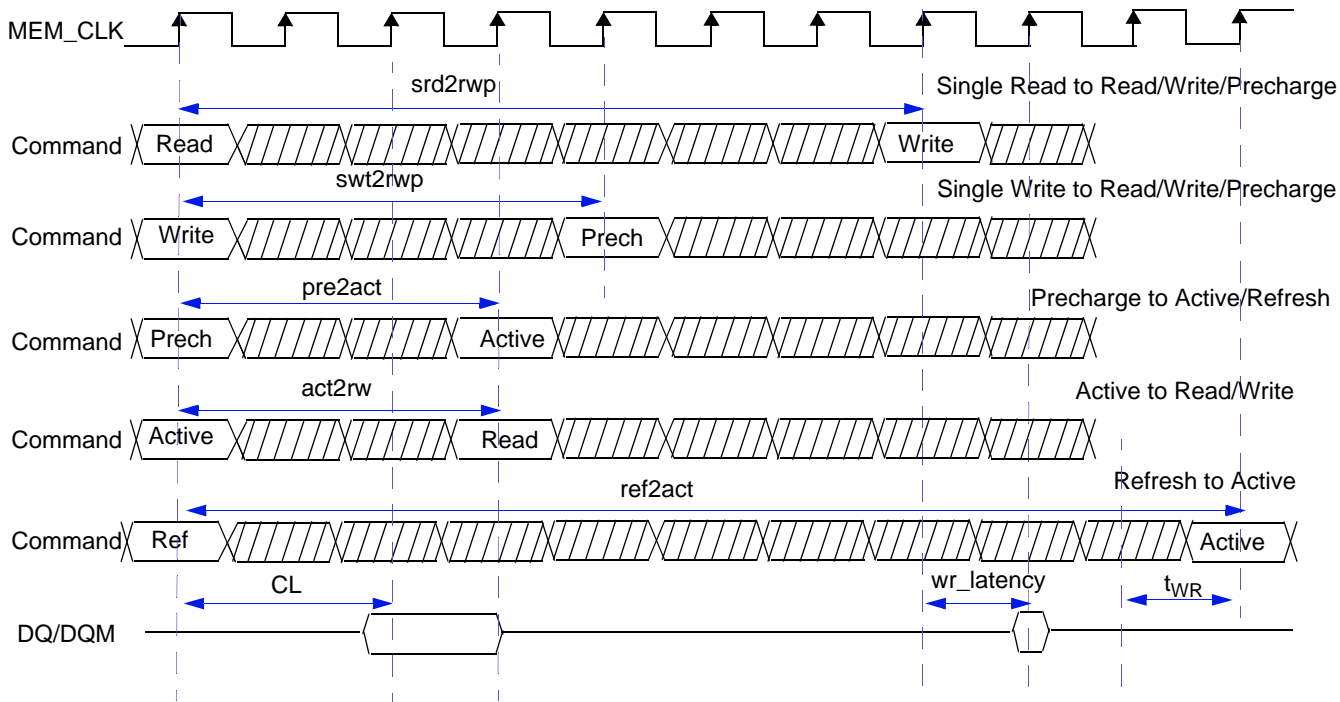 MEM_CLK
srd2rwp Single Read to Read/Write/Precharge
Command Read Write
swt2rwp Single Write to Read/Write/Precharge
Command Write Prech
pre2act Precharge to Active/Refresh
Command Prech Active
act2rw Active to Read/Write
Command Active Read
ref2act Refresh to Active
Command Ref Active
CL wr_latency tWR
DQ/DQM